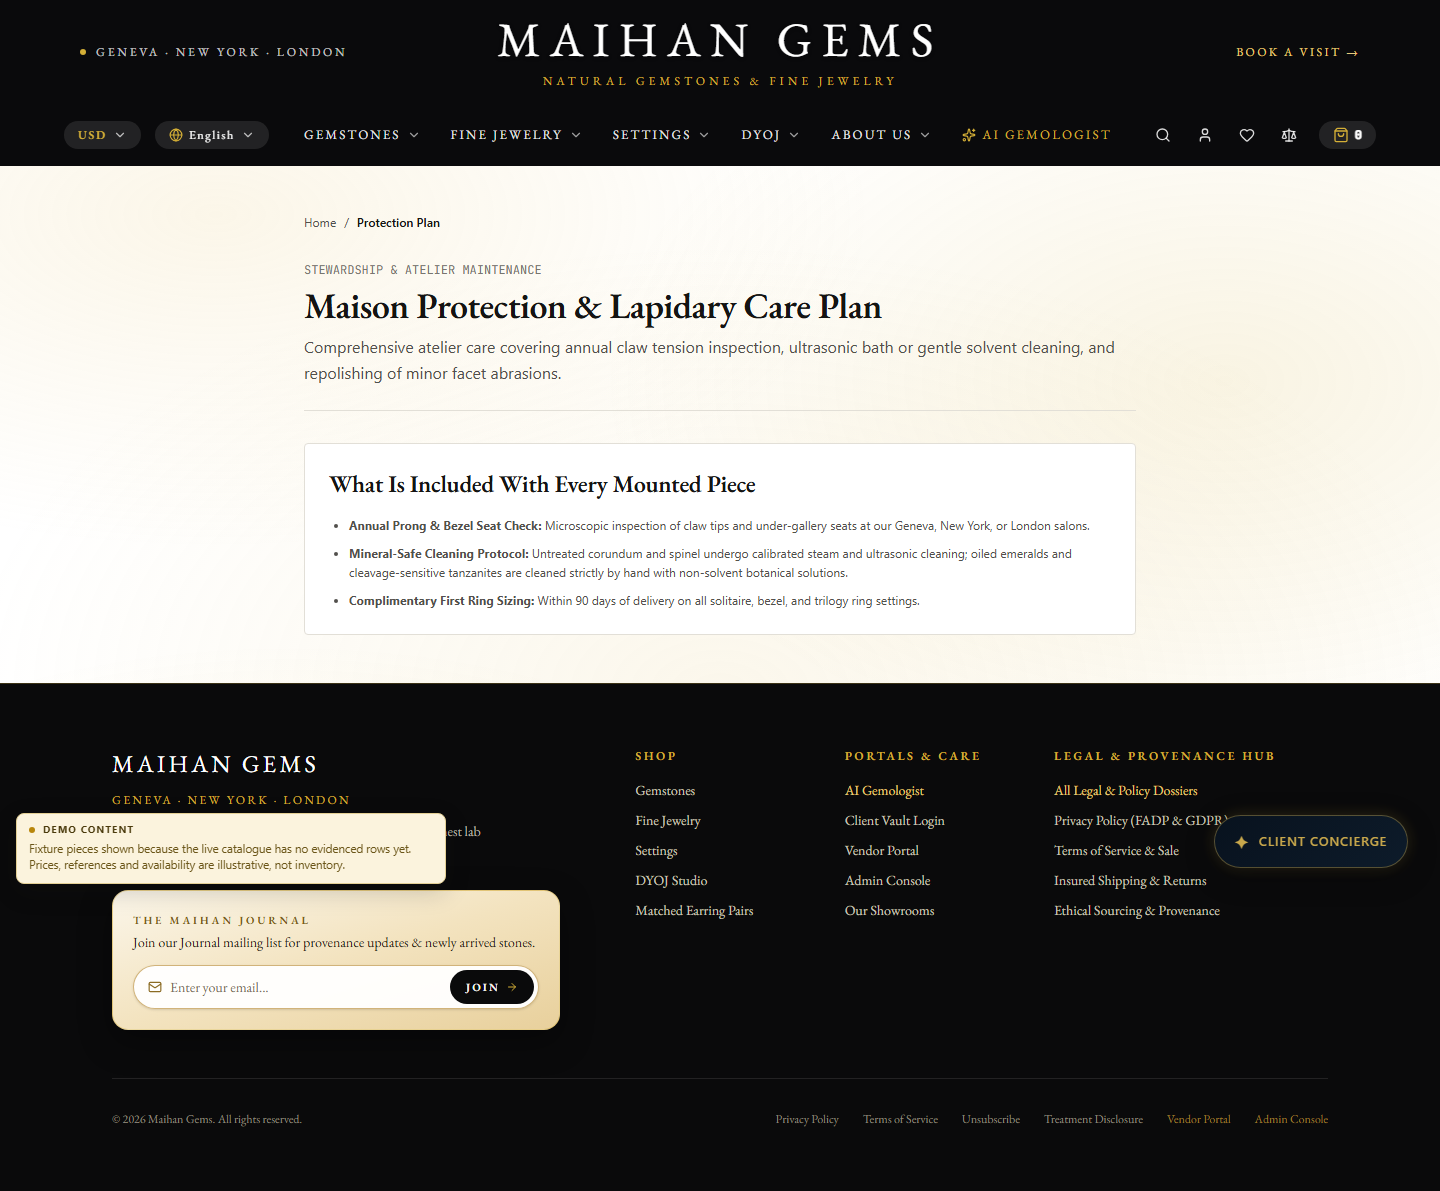 GENEVA · NEW YORK · LONDON
MAIHAN GEMS
NATURAL GEMSTONES & FINE JEWELRY
BOOK A VISIT →
USD
English
GEMSTONES
FINE JEWELRY
SETTINGS
DYOJ
ABOUT US
AI GEMOLOGIST
0
Home / Protection Plan
STEWARDSHIP & ATELIER MAINTENANCE
Maison Protection & Lapidary Care Plan
Comprehensive atelier care covering annual claw tension inspection, ultrasonic bath or gentle solvent cleaning, and
repolishing of minor facet abrasions.
What Is Included With Every Mounted Piece
• Annual Prong & Bezel Seat Check: Microscopic inspection of claw tips and under-gallery seats at our Geneva, New York, or London salons.
• Mineral-Safe Cleaning Protocol: Untreated corundum and spinel undergo calibrated steam and ultrasonic cleaning; oiled emeralds and
cleavage-sensitive tanzanites are cleaned strictly by hand with non-solvent botanical solutions.
• Complimentary First Ring Sizing: Within 90 days of delivery on all solitaire, bezel, and trilogy ring settings.
MAIHAN GEMS
GENEVA · NEW YORK · LONDON
lab
DEMO CONTENT
Fixture pieces shown because the live catalogue has no evidenced rows yet.
Prices, references and availability are illustrative, not inventory.
THE MAIHAN JOURNAL
Join our Journal mailing list for provenance updates & newly arrived stones.
Enter your email...
JOIN →
SHOP
Gemstones
Fine Jewelry
Settings
DYOJ Studio
Matched Earring Pairs
PORTALS & CARE
AI Gemologist
Client Vault Login
Vendor Portal
Admin Console
Our Showrooms
LEGAL & PROVENANCE HUB
All Legal & Policy Dossiers
Privacy Policy (FADP & GDPR)
Terms of Service & Sale
Insured Shipping & Returns
Ethical Sourcing & Provenance
CLIENT CONCIERGE
© 2026 Maihan Gems. All rights reserved.
Privacy Policy
Terms of Service
Unsubscribe
Treatment Disclosure
Vendor Portal
Admin Console